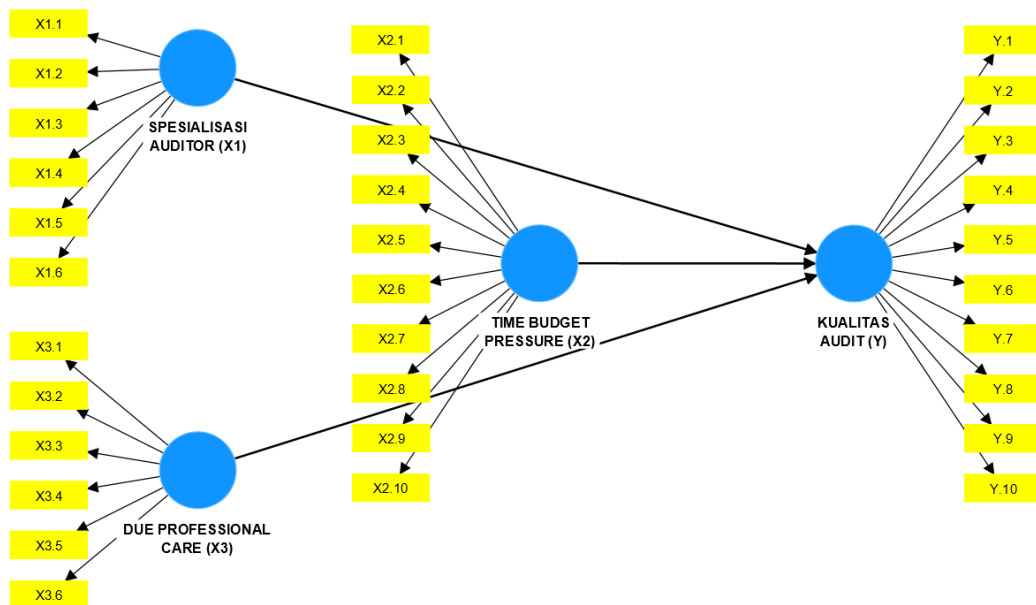 X1.1
X1.2
X1.3
X1.4
X1.5
X1.6
SPESIALISASI
AUDITOR (X1)
X3.1
X3.2
X3.3
X3.4
X3.5
X3.6
DUE PROFESSIONAL
CARE (X3)
X2.1
X2.2
X2.3
X2.4
X2.5
X2.6
X2.7
X2.8
X2.9
X2.10
TIME BUDGET
PRESSURE (X2)
KUALITAS
AUDIT (Y)
Y.1
Y.2
Y.3
Y.4
Y.5
Y.6
Y.7
Y.8
Y.9
Y.10